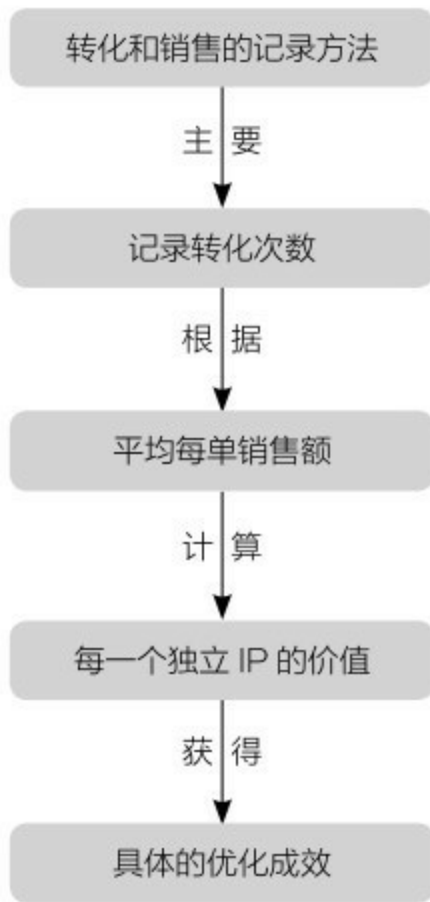 转化和销售的记录方法
主要
记录转化次数
根据
平均每单销售额
计算
每一个独立 IP 的价值
获得
具体的优化成效